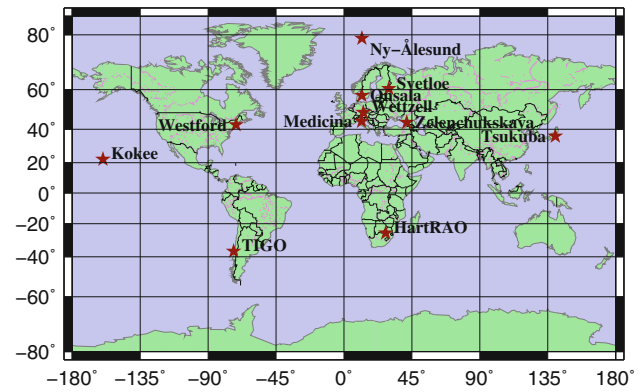 80°
Ny–Ålesund
60°
Svetloe
Onsala
Wettzell
40°
Westford
Medicina
Zelenchukskaya
Tsukuba
20°
Kokee
0°
−20°
HartRAO
−40°
TIGO
−60°
−80°
−180° −135° −90° −45° 0° 45° 90° 135° 180°